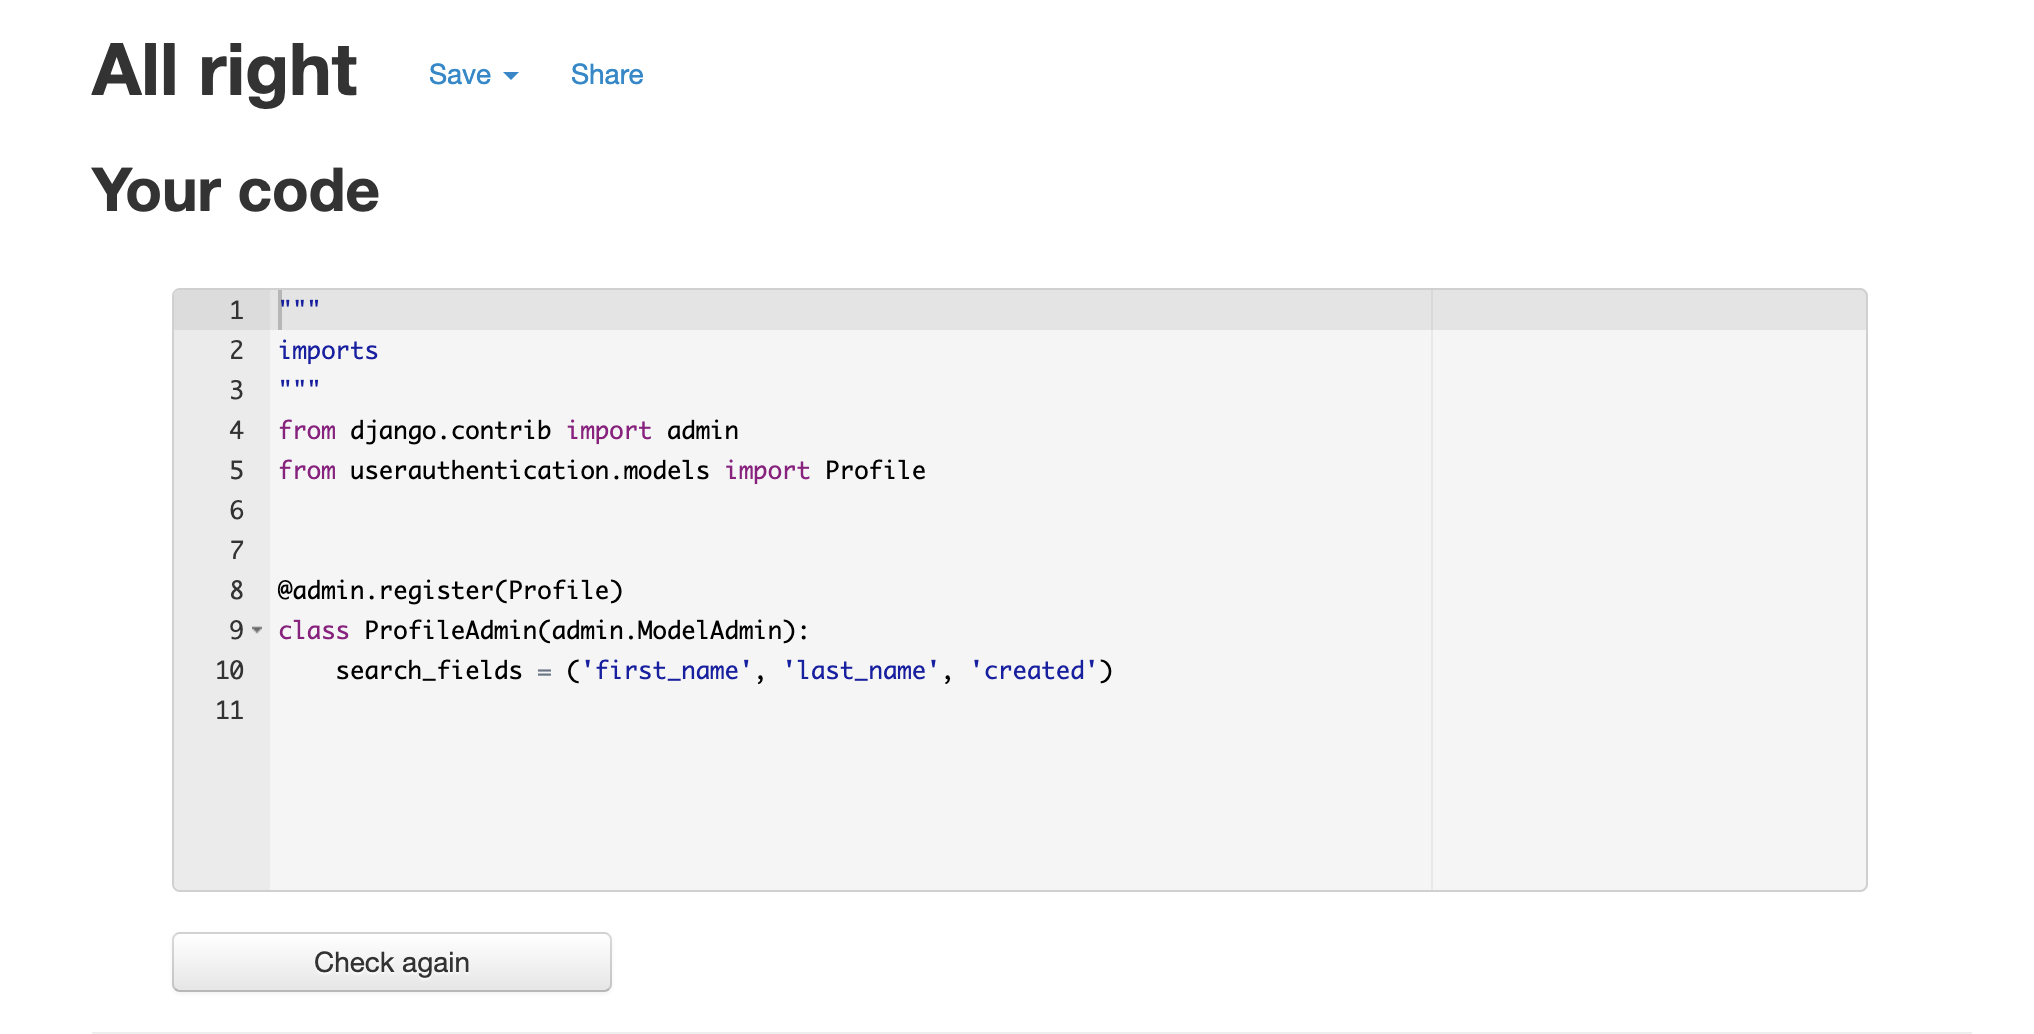 All right Save Share
Your code
1 """
2 imports
3 """
4 from django.contrib import admin
5 from userauthentication.models import Profile
6
7
8 @admin.register(Profile)
9 class ProfileAdmin(admin.ModelAdmin):
10     search_fields = ('first_name', 'last_name', 'created')
11
Check again